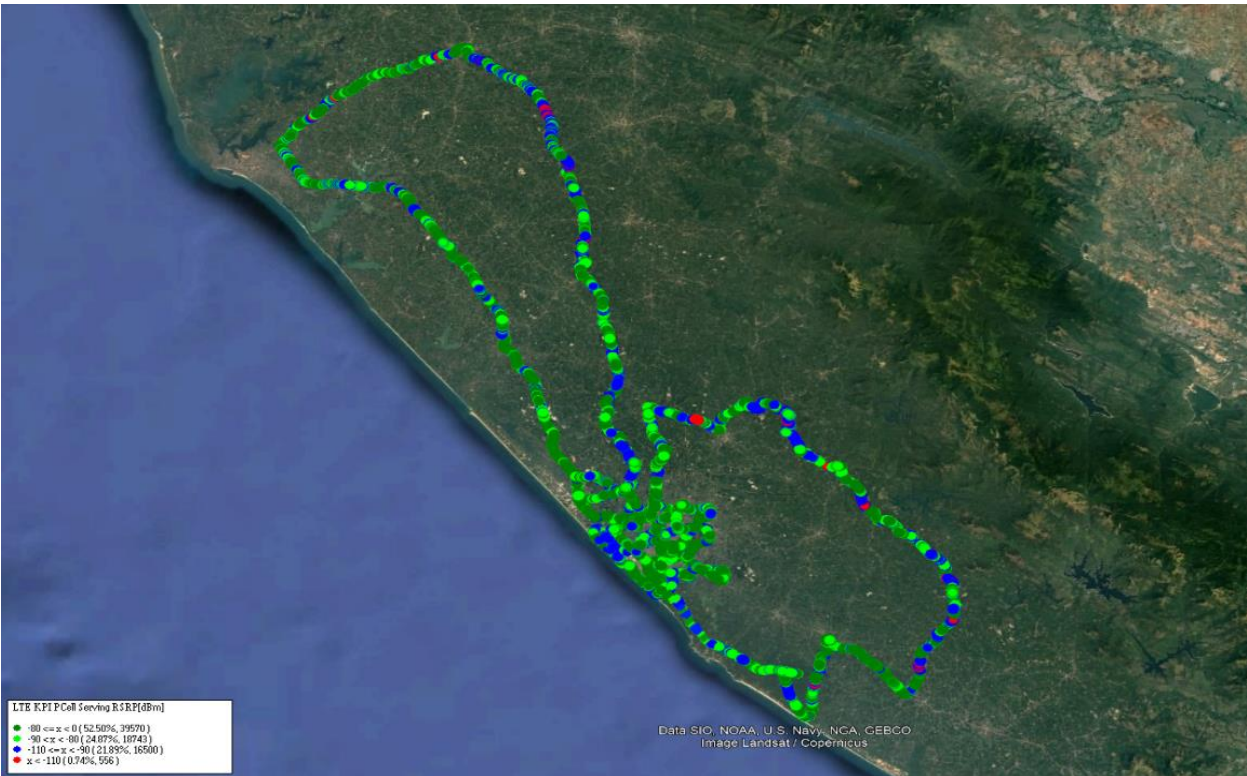 LTE KPI PCell Serving RSRP[dBm]
-80 <= x < 0 ( 52.50%, 39570 )
-90 < x < -80 ( 24.87%, 18743 )
-110 <= x < -90 ( 21.89%, 16500 )
x < -110 ( 0.74%, 556 )
Data SIO, NOAA, U.S. Navy, NGA, GEBCO
Image Landsat / Copernicus